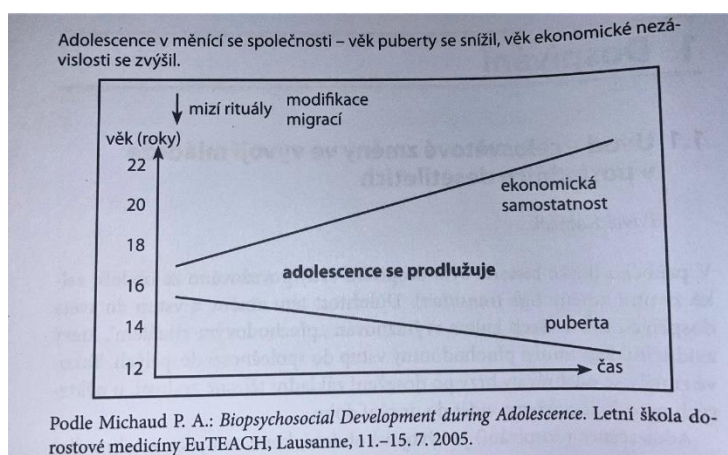 Adolescence v měnící se společnosti – věk puberty se snížil, věk ekonomické nezá-
vislosti se zvýšil.
mizí rituály
modifikace
migrací
věk (roky)
22
20
18
16
14
12
ekonomická
samostatnost
adolescence se prodlužuje
puberta
čas
Podle Michaud P. A.: Biopsychosocial Development during Adolescence. Letní škola do-
rostové medicíny EuTEACH, Lausanne, 11.–15. 7. 2005.